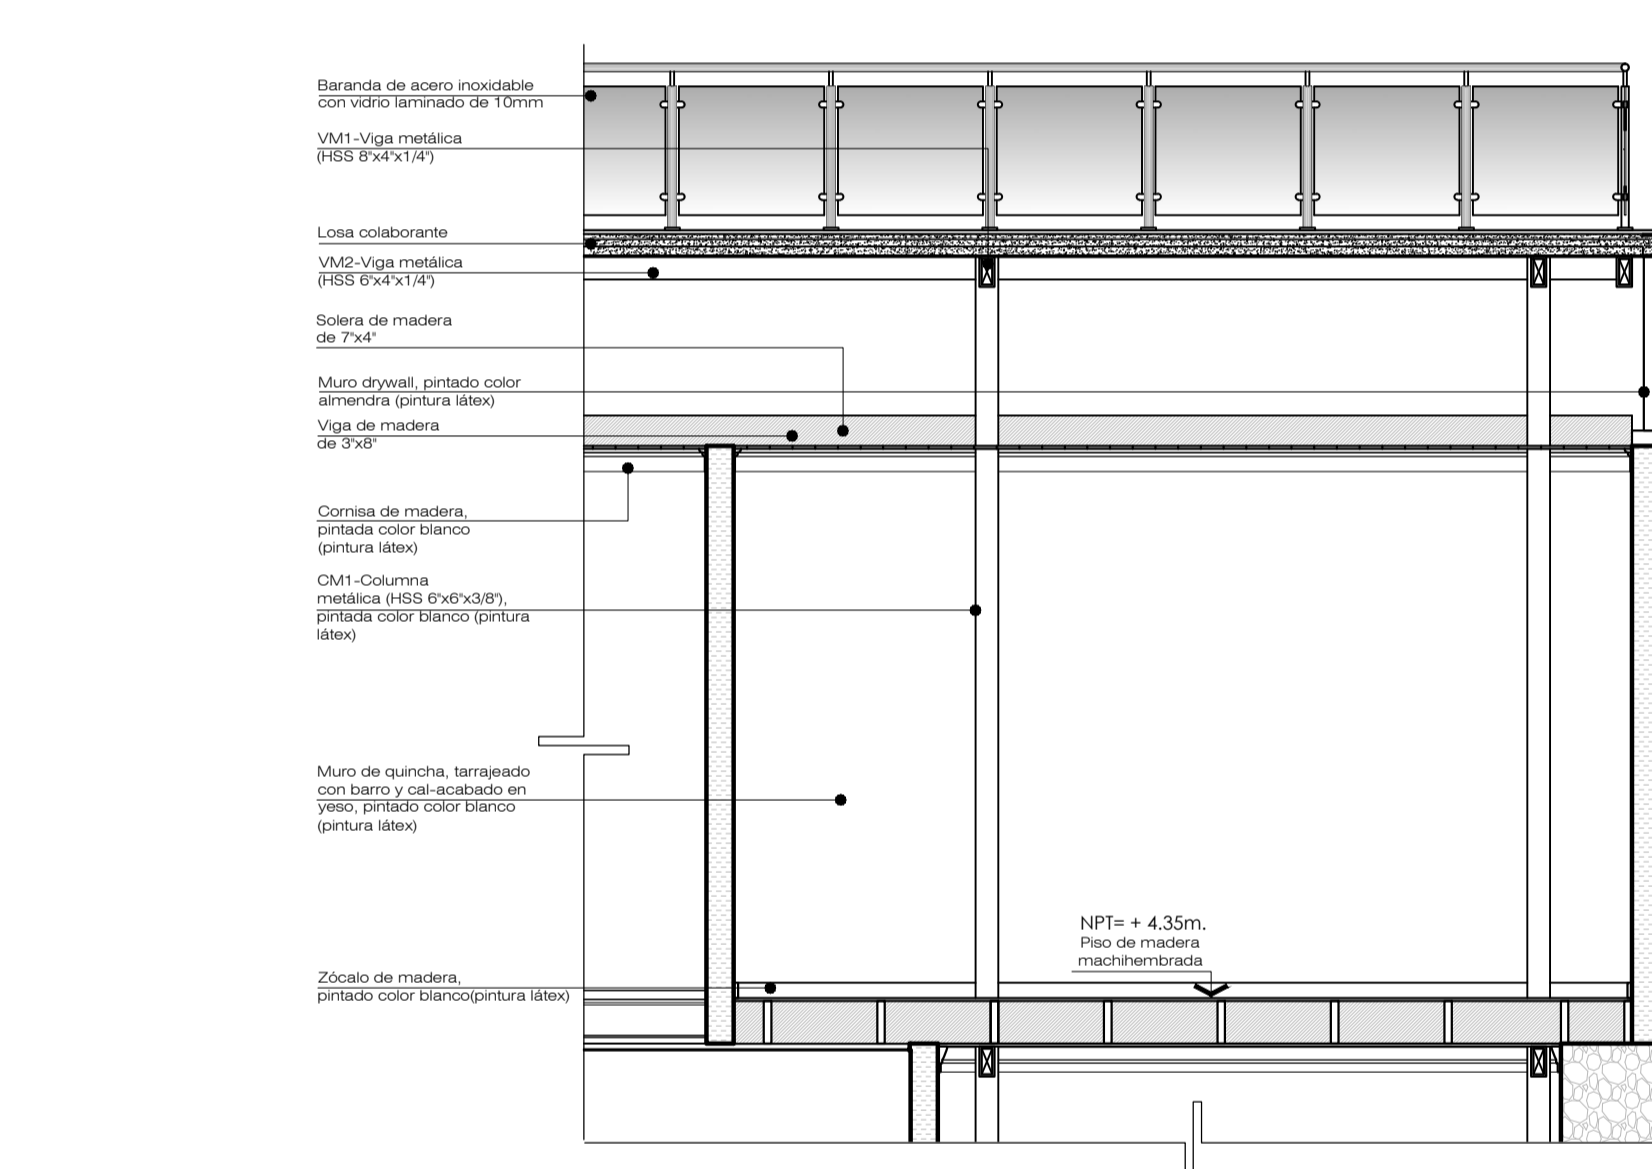 Baranda de acero inoxidable
con vidrio laminado de 10mm
VM1-Viga metálica
(HSS 8"x4"x1/4")
Losa colaborante
VM2-Viga metálica
(HSS 6"x4"x1/4")
Solera de madera
de 7"x4"
Muro drywall, pintado color
almendra (pintura látex)
Viga de madera
de 3"x8"
Cornisa de madera,
pintada color blanco
(pintura látex)
CM1-Columna
metálica (HSS 6"x6"x3/8"),
pintada color blanco (pintura
látex)
Muro de quincha, tarrajeado
con barro y cal-acabado en
yeso, pintado color blanco
(pintura látex)
NPT= + 4.35m.
Piso de madera
machihembrada
Zócalo de madera,
pintado color blanco(pintura látex)